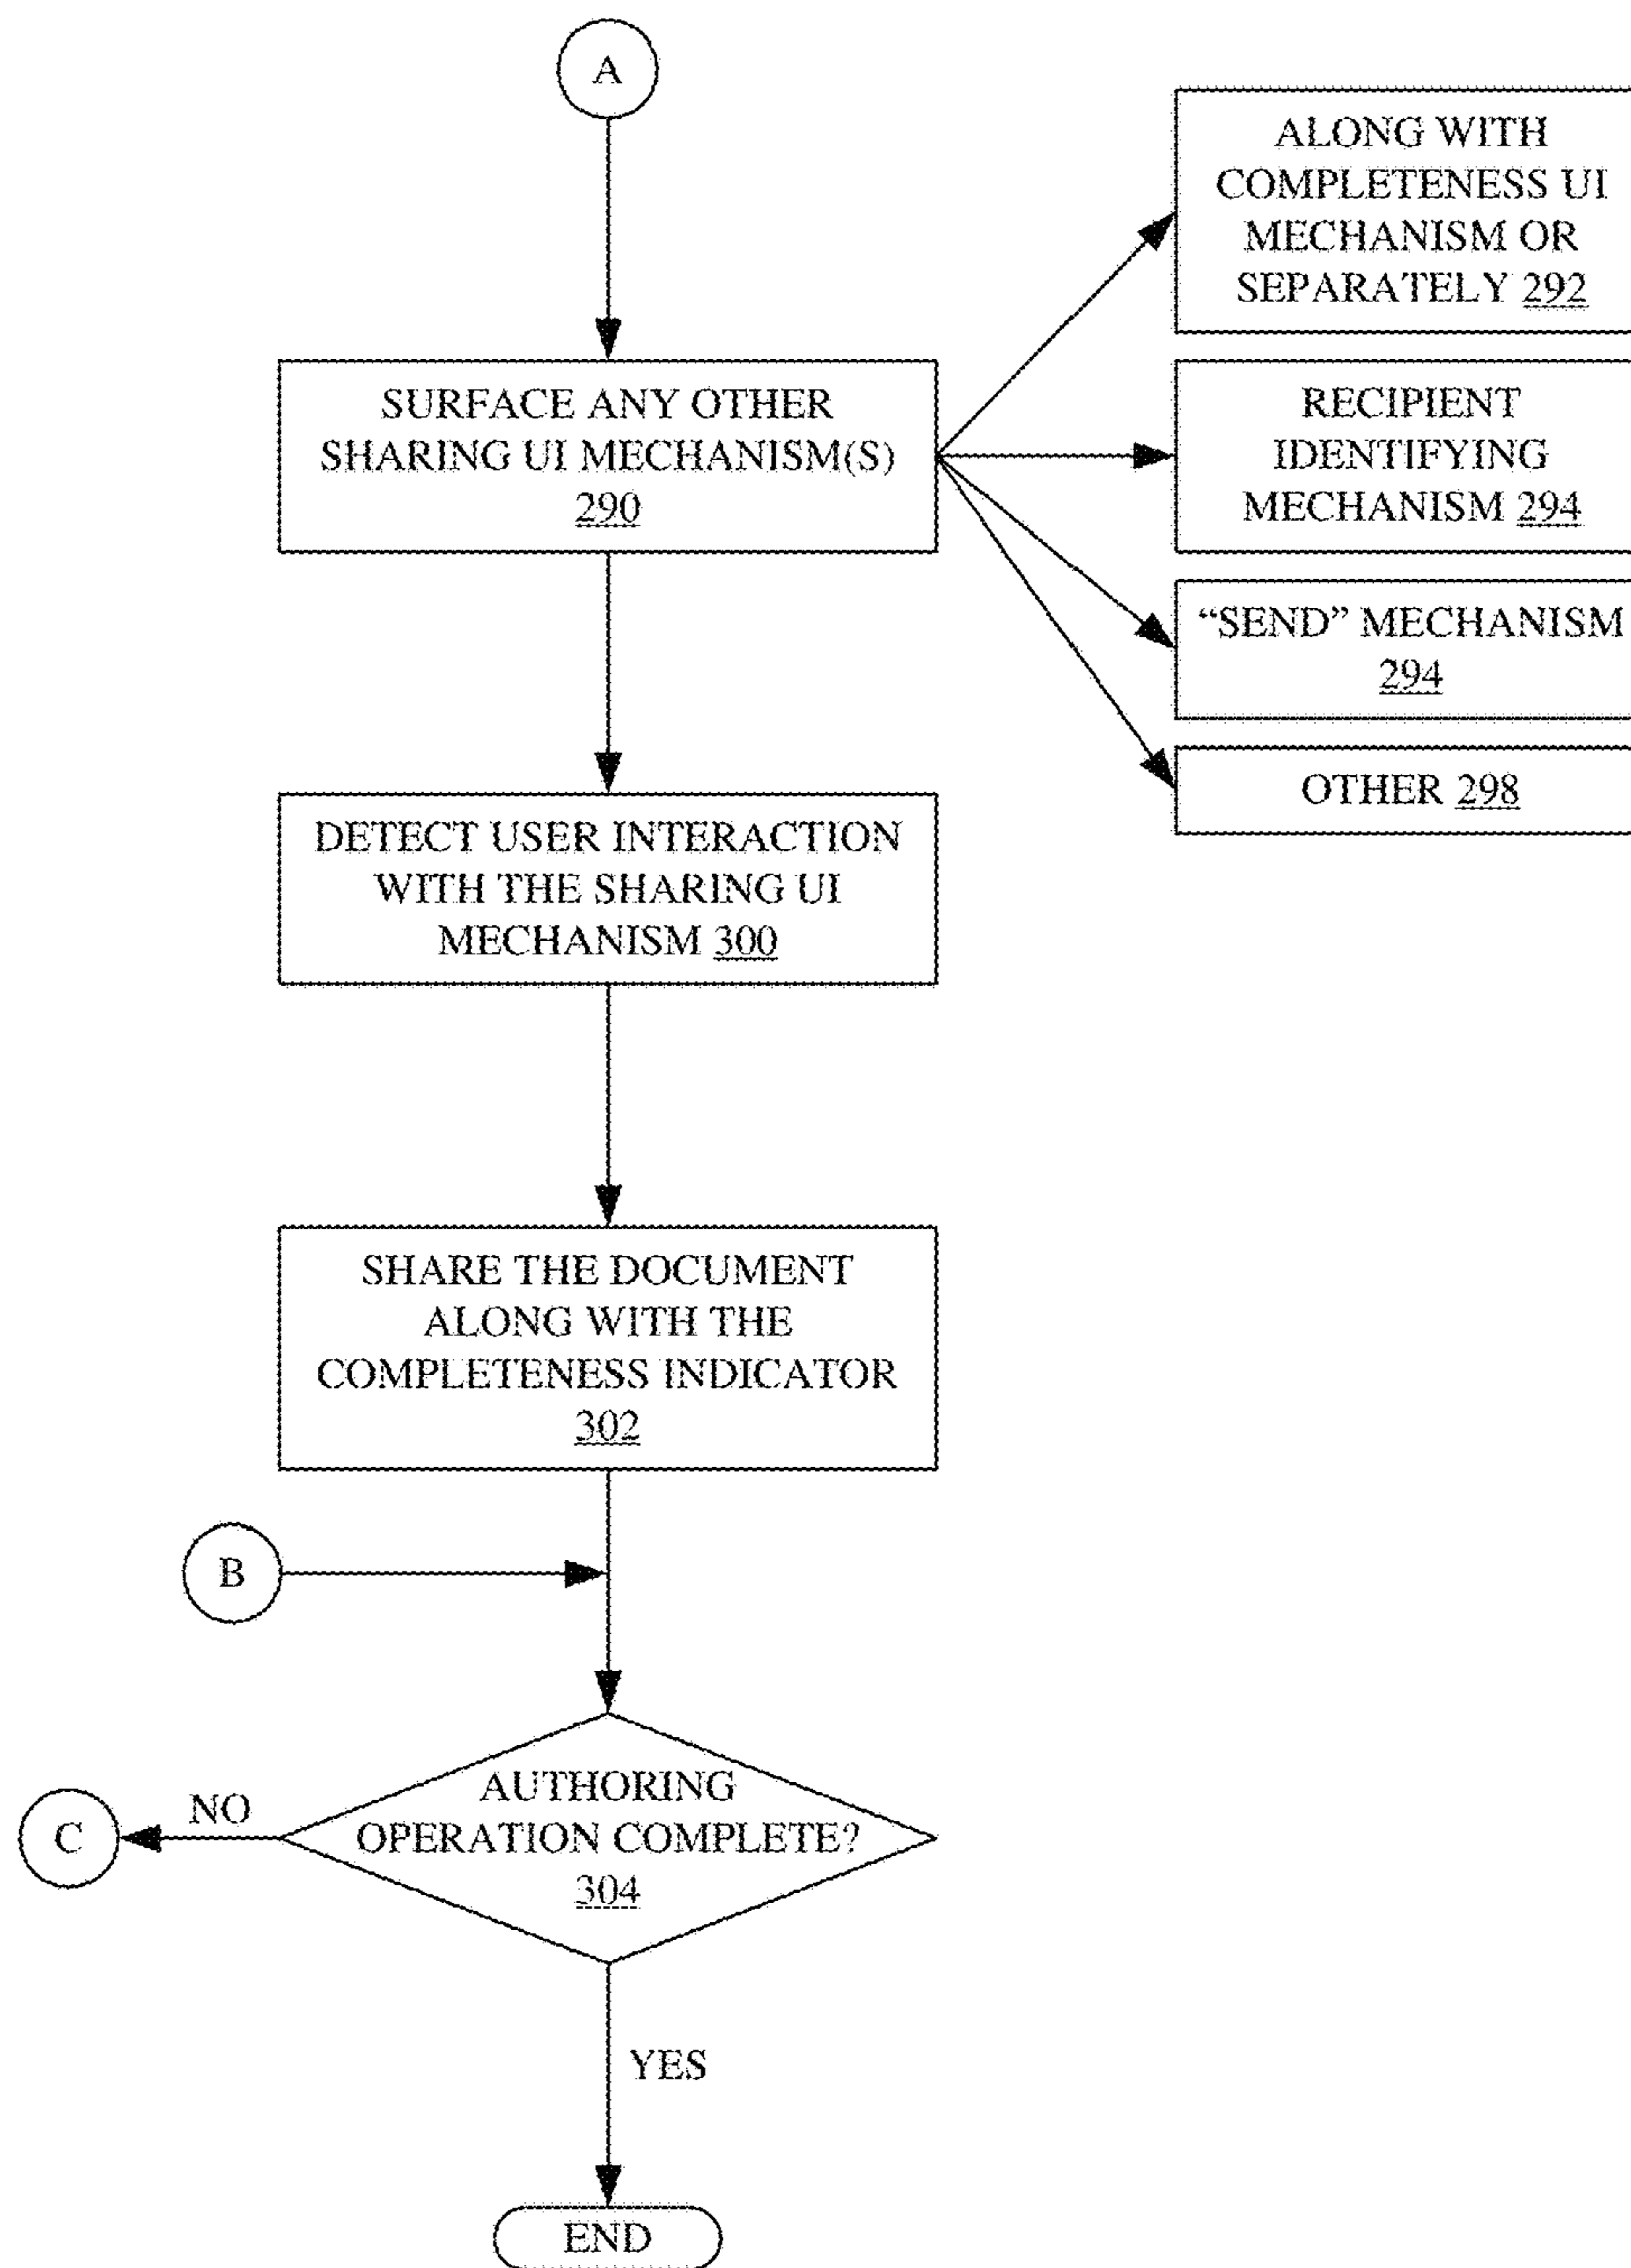 A
ALONG WITH
COMPLETENESS UI
MECHANISM OR
SEPARATELY 292
SURFACE ANY OTHER
SHARING UI MECHANISM(S)
290
RECIPIENT
IDENTIFYING
MECHANISM 294
“SEND” MECHANISM
294
OTHER 298
DETECT USER INTERACTION
WITH THE SHARING UI
MECHANISM 300
SHARE THE DOCUMENT
ALONG WITH THE
COMPLETENESS INDICATOR
302
B
AUTHORING
OPERATION COMPLETE?
304
NO
C
YES
END